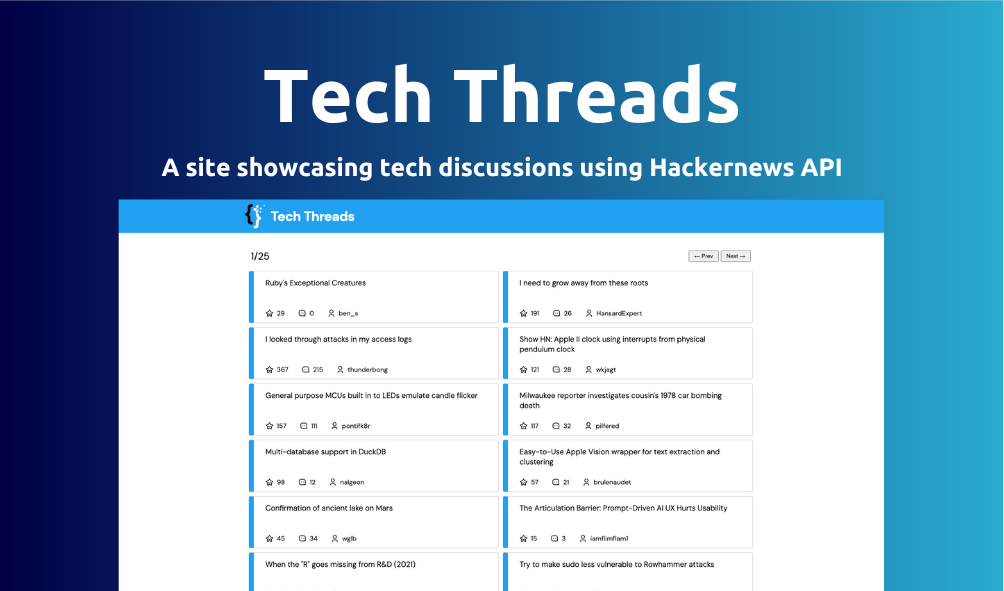 Tech Threads
A site showcasing tech discussions using Hackernews API
Tech Threads
1/25
← Prev Next →
Ruby's Exceptional Creatures
29 0 ben_s
I need to grow away from these roots
191 26 HansardExpert
I looked through attacks in my access logs
367 215 thunderbong
Show HN: Apple II clock using interrupts from physical
pendulum clock
121 28 wkjagt
General purpose MCUs built in to LEDs emulate candle flicker
157 111 pontifk8r
Milwaukee reporter investigates cousin's 1978 car bombing
death
117 32 pilfered
Multi-database support in DuckDB
98 12 nalgeon
Easy-to-Use Apple Vision wrapper for text extraction and
clustering
57 21 brulenaudet
Confirmation of ancient lake on Mars
45 34 wglb
The Articulation Barrier: Prompt-Driven AI UX Hurts Usability
15 3 iamflimflam1
When the "R" goes missing from R&D (2021)
Try to make sudo less vulnerable to Rowhammer attacks